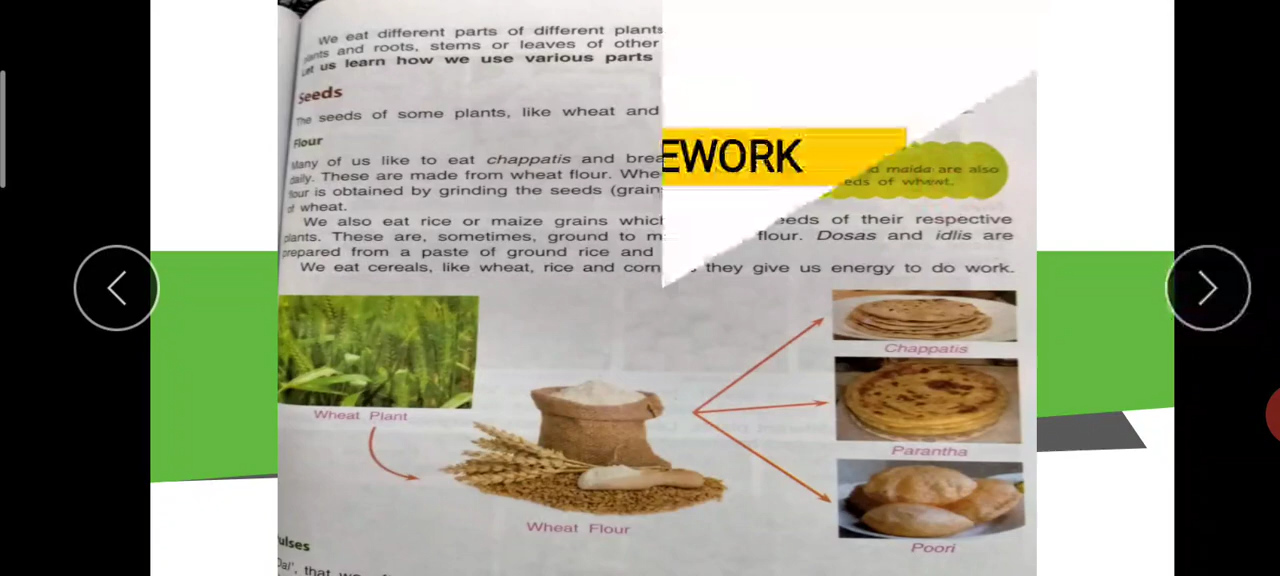 We eat different parts of different plants
and roots, stems or leaves of other
Let us learn how we use various parts
Seeds
The seeds of some plants, like wheat and
Flour
EWORK
Many of us like to eat chappatis and brea
daily. These are made from wheat flour. Whe
flour is obtained by grinding the seeds (grain
of wheat.
maida are also
eds of wheat.
We also eat rice or maize grains whic eeds of their respective
plants. These are, sometimes, ground to m flour. Dosas and idlis are
prepared from a paste of ground rice and
We eat cereals, like wheat, rice and corn they give us energy to do work.
Wheat Plant
Wheat Flour
Chappatis
Parantha
Poori
ulses
Dal', that we